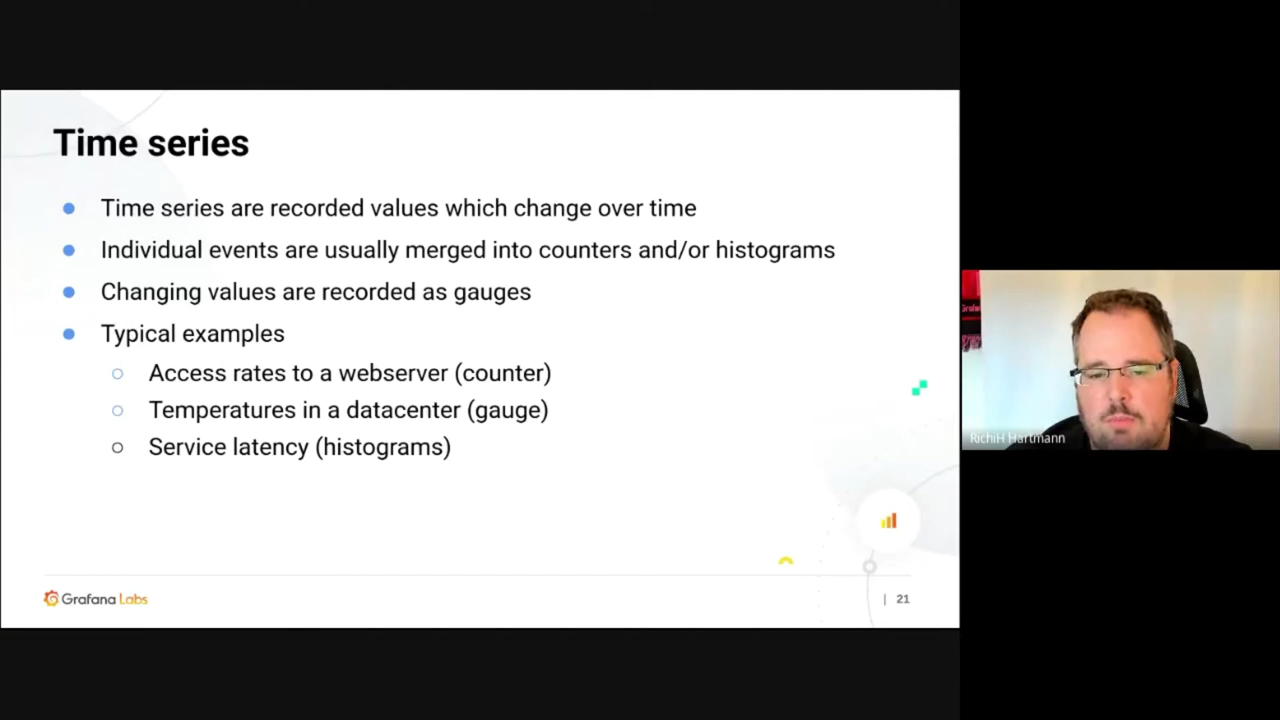 Time series
Time series are recorded values which change over time
Individual events are usually merged into counters and/or histograms
Changing values are recorded as gauges
Typical examples
Access rates to a webserver (counter)
Temperatures in a datacenter (gauge)
Service latency (histograms)
Grafana Labs
| 21
RichiH Hartmann